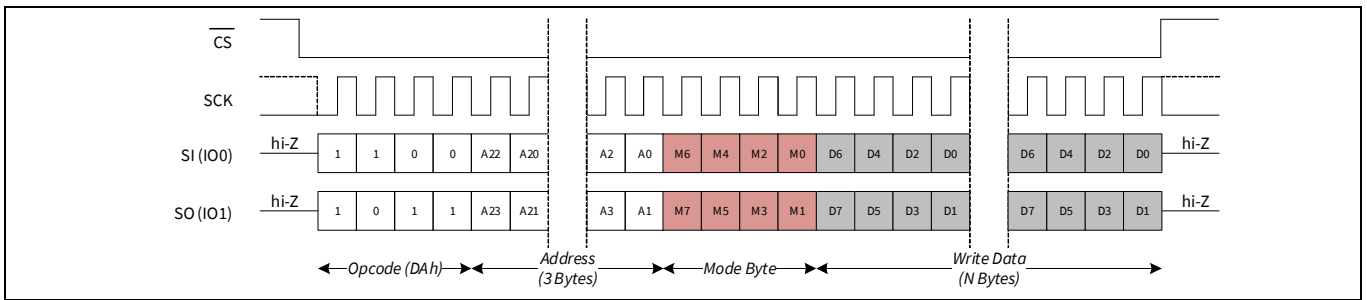 CS
SCK
SI (IO0) hi-Z 1 1 0 0 A22 A20 A2 A0 M6 M4 M2 M0 D6 D4 D2 D0 D6 D4 D2 D0 hi-Z
SO (IO1) hi-Z 1 0 1 1 A23 A21 A3 A1 M7 M5 M3 M1 D7 D5 D3 D1 D7 D5 D3 D1 hi-Z
Opcode (DAh) Address Mode Byte Write Data
(3 Bytes) (N Bytes)